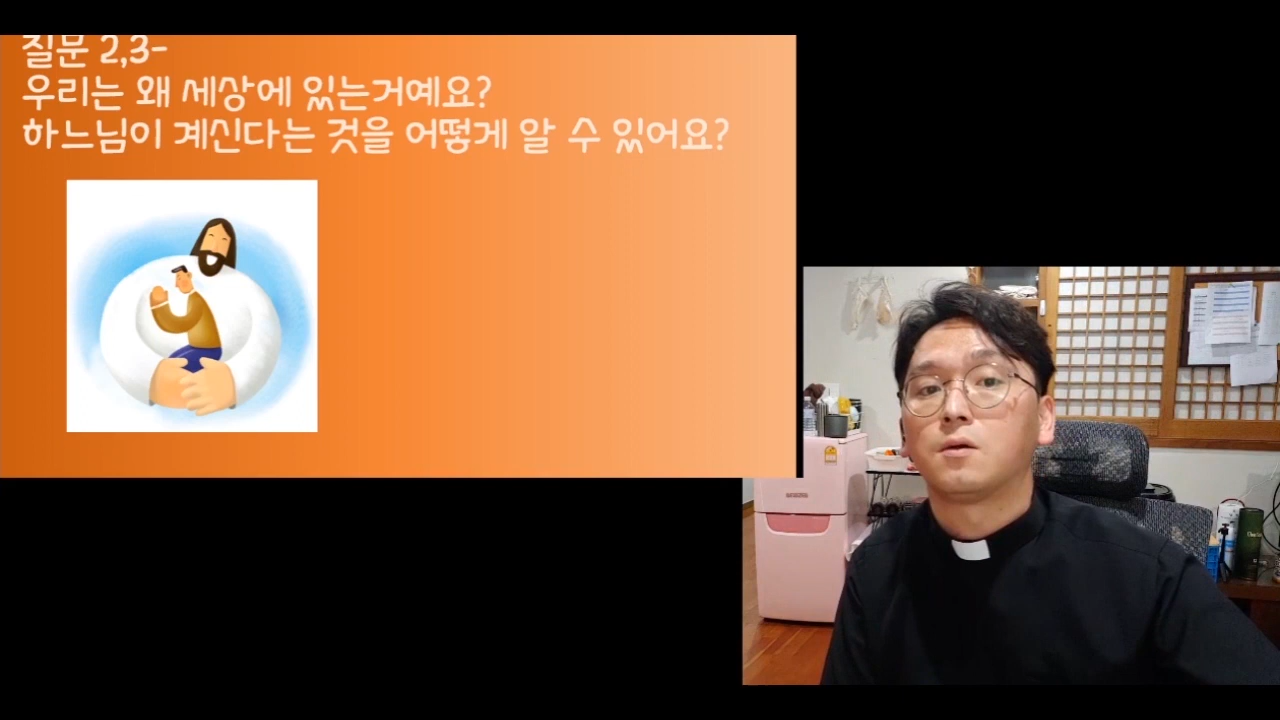 질문 2,3-
우리는 왜 세상에 있는거예요?
하느님이 계신다는 것을 어떻게 알 수 있어요?